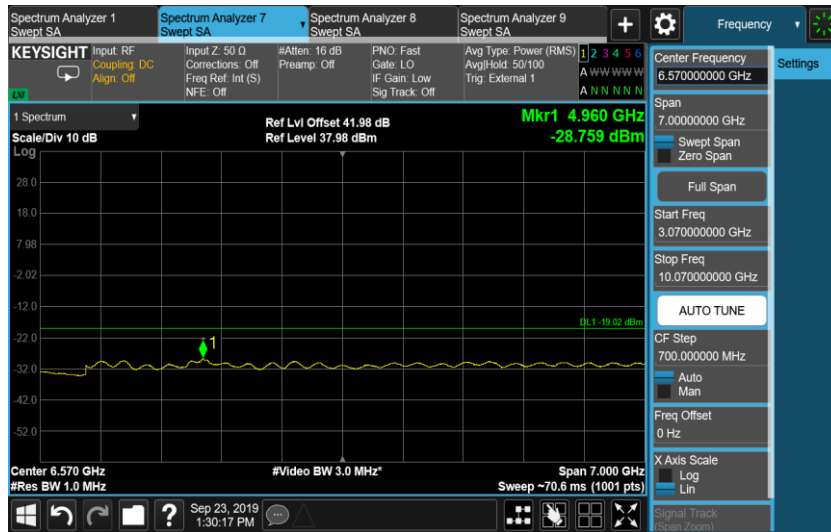 Spectrum Analyzer 1
Swept SA
Spectrum Analyzer 7
Swept SA
Spectrum Analyzer 8
Swept SA
Spectrum Analyzer 9
Swept SA
+
Frequency
KEYSIGHT
LXI
Input: RF
Coupling: DC
Align: Off
Input Z: 50 Ω
Corrections: Off
Freq Ref: Int (S)
NFE: Off
#Atten: 16 dB
Preamp: Off
PNO: Fast
Gate: LO
IF Gain: Low
Sig Track: Off
Avg Type: Power (RMS)
Avg|Hold: 50/100
Trig: External 1
1 2 3 4 5 6
A W W W W W
A N N N N N
1 Spectrum
Scale/Div 10 dB
Log
Ref Lvl Offset 41.98 dB
Ref Level 37.98 dBm
Mkr1 4.960 GHz
-28.759 dBm
28.0
18.0
7.98
-2.02
-12.0
DL1 -19.02 dBm
-22.0
1
-32.0
-42.0
-52.0
Center 6.570 GHz
#Res BW 1.0 MHz
#Video BW 3.0 MHz*
Span 7.000 GHz
Sweep ~70.6 ms (1001 pts)
Center Frequency
6.570000000 GHz
Settings
Span
7.00000000 GHz
Swept Span
Zero Span
Full Span
Start Freq
3.070000000 GHz
Stop Freq
10.070000000 GHz
AUTO TUNE
CF Step
700.000000 MHz
Auto
Man
Freq Offset
0 Hz
X Axis Scale
Log
Lin
Signal Track
(Span Zoom)
?
Sep 23, 2019
1:30:17 PM